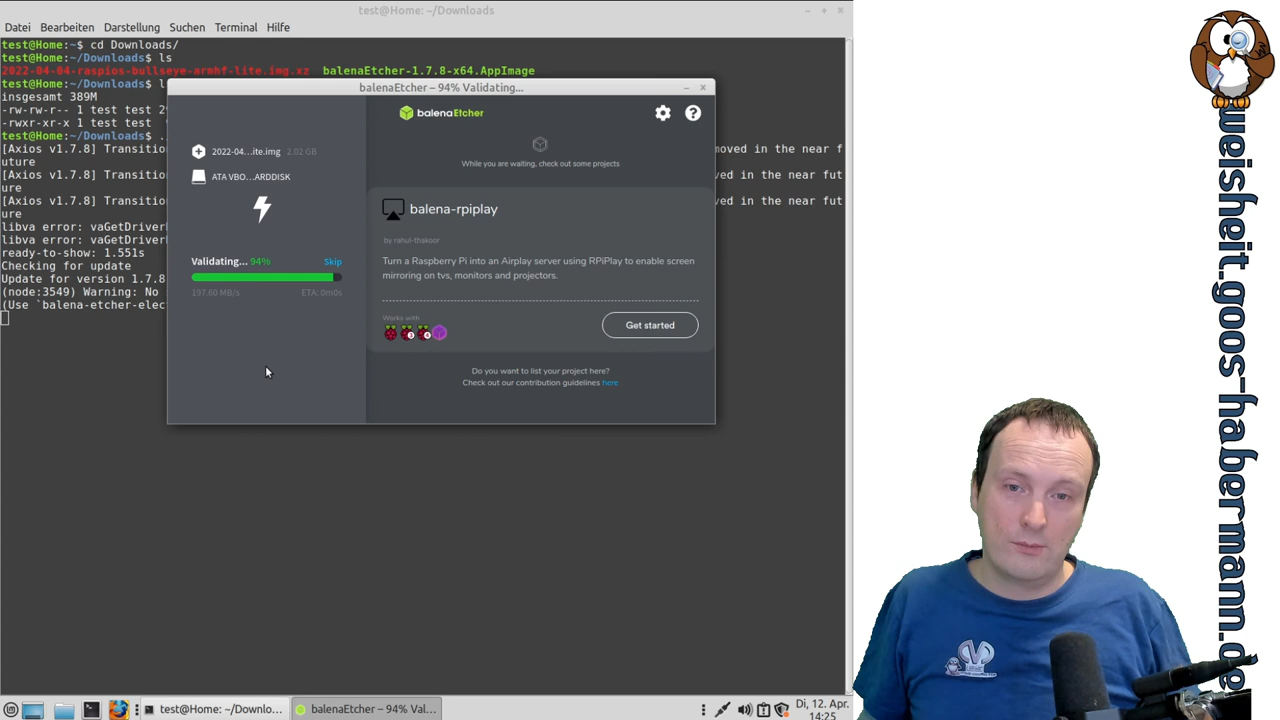 test@Home: ~/Downloads
Datei Bearbeiten Darstellung Suchen Terminal Hilfe
test@Home:~$ cd Downloads/
test@Home:~/Downloads$ ls
2022-04-04-raspios-bullseye-armhf-lite.img.xz balenaEtcher-1.7.8-x64.AppImage
test@Home:~/Downloads$ l
insgesamt 389M
-rw-rw-r-- 1 test test 2
-rwxr-xr-x 1 test test
test@Home:~/Downloads$ .
[Axios v1.7.8] Transitio
moved in the near f
uture
[Axios v1.7.8] Transitio
ved in the near fut
ure
[Axios v1.7.8] Transitio
ved in the near fut
ure
libva error: vaGetDriver
libva error: vaGetDriver
ready-to-show: 1.551s
Checking for update
Update for version 1.7.8
(node:3549) Warning: No
(Use `balena-etcher-elec
balenaEtcher – 94% Validating...
2022-04...ite.img 2.02 GB
ATA VBO...ARDDISK
Validating... 94% Skip
197.60 MB/s ETA: 0m0s
balenaEtcher
While you are waiting, check out some projects
balena-rpiplay
by rahul-thakoor
Turn a Raspberry Pi into an Airplay server using RPiPlay to enable screen
mirroring on tvs, monitors and projectors.
Works with
Get started
Do you want to list your project here?
Check out our contribution guidelines here
test@Home: ~/Downlo...
balenaEtcher – 94% Val...
Di, 12. Apr.
14:25
weisheit.goos-habermann.de